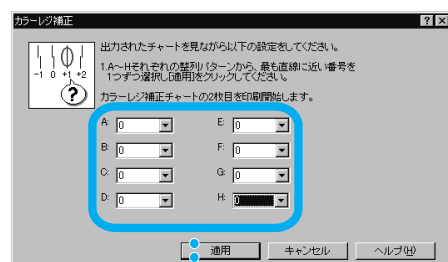 カラーレジ補正
-1 0 +1 +2
?
出力されたチャートを見ながら以下の設定をしてください。
1.A～Hそれぞれの整列パターンから、最も直線に近い番号を
1つずつ選択し[適用]をクリックしてください。
カラーレジ補正チャートの2枚目を印刷開始します。
A: 0 E: 0
B: 0 F: 0
C: 0 G: 0
D: 0 H: 0
適用 キャンセル ヘルプ(H)